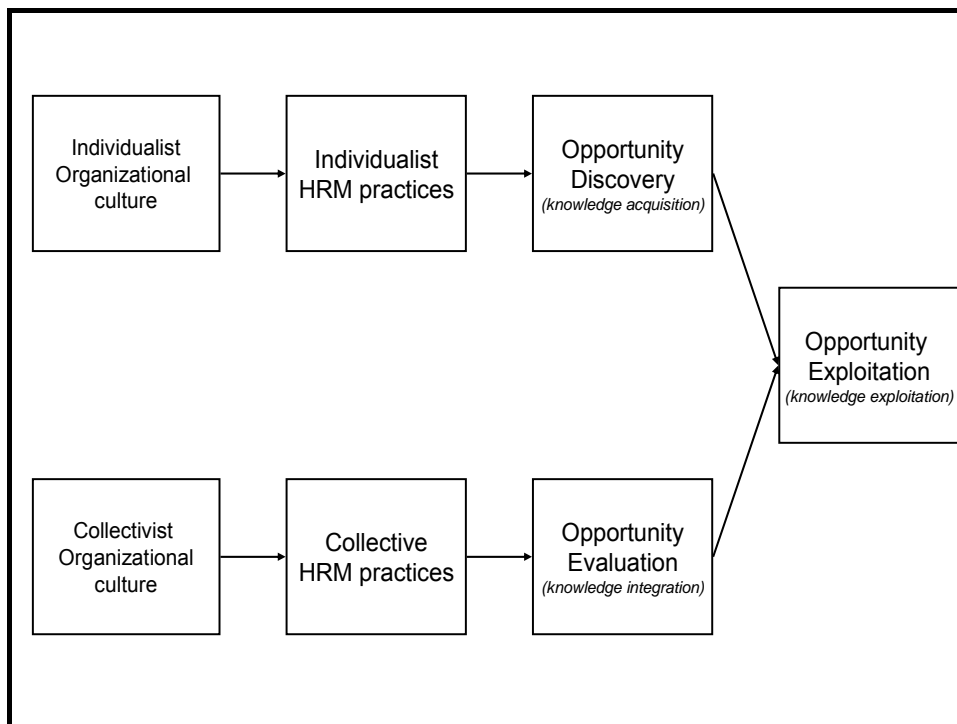 Individualist
Organizational
culture
Individualist
HRM practices
Opportunity
Discovery
(knowledge acquisition)
Opportunity
Exploitation
(knowledge exploitation)
Collectivist
Organizational
culture
Collective
HRM practices
Opportunity
Evaluation
(knowledge integration)